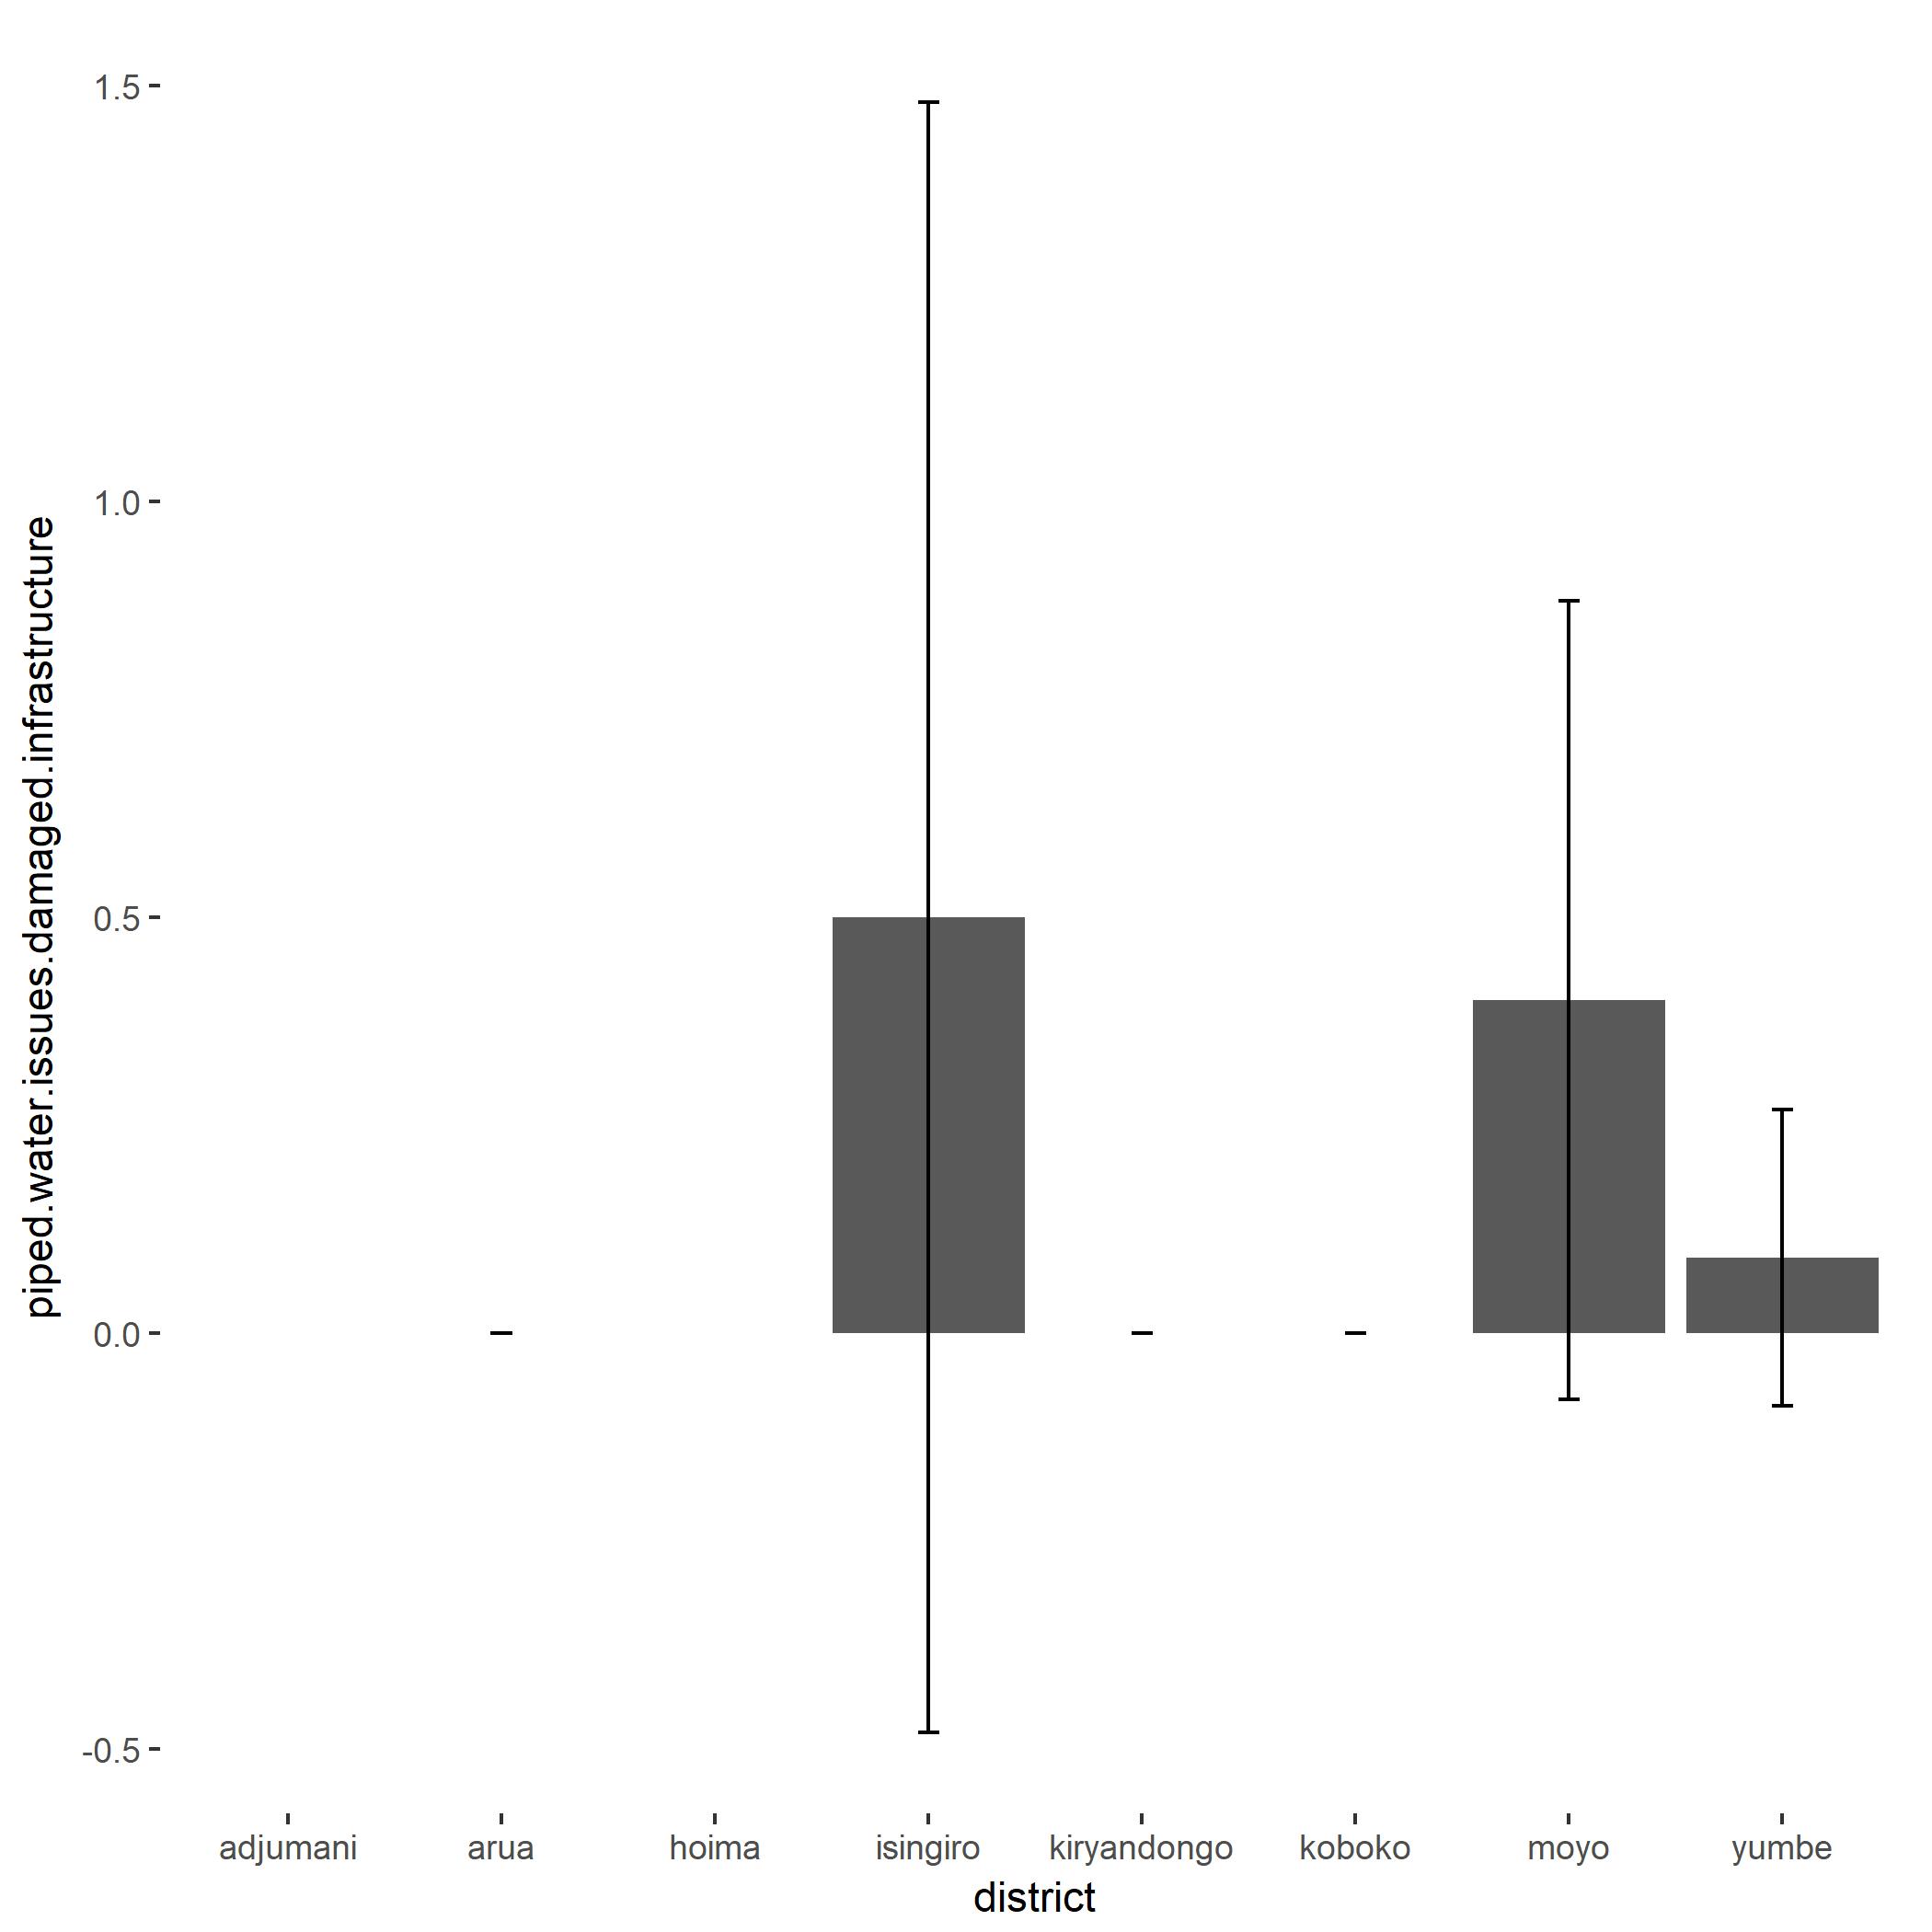 piped.water.issues.damaged.infrastructure
1.5
1.0
0.5
0.0
-0.5
adjumani arua hoima isingiro kiryandongo koboko moyo yumbe
district